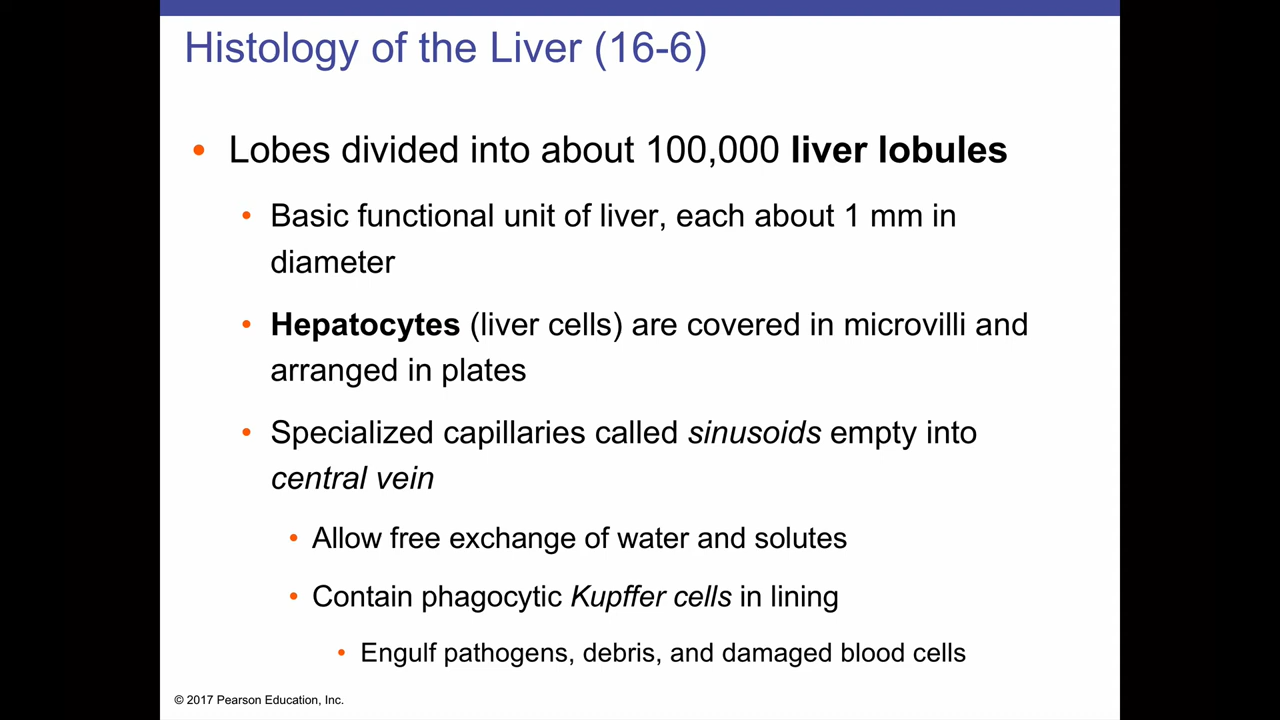 Histology of the Liver (16-6)
• Lobes divided into about 100,000 liver lobules
• Basic functional unit of liver, each about 1 mm in
diameter
• Hepatocytes (liver cells) are covered in microvilli and
arranged in plates
• Specialized capillaries called sinusoids empty into
central vein
• Allow free exchange of water and solutes
• Contain phagocytic Kupffer cells in lining
• Engulf pathogens, debris, and damaged blood cells
© 2017 Pearson Education, Inc.